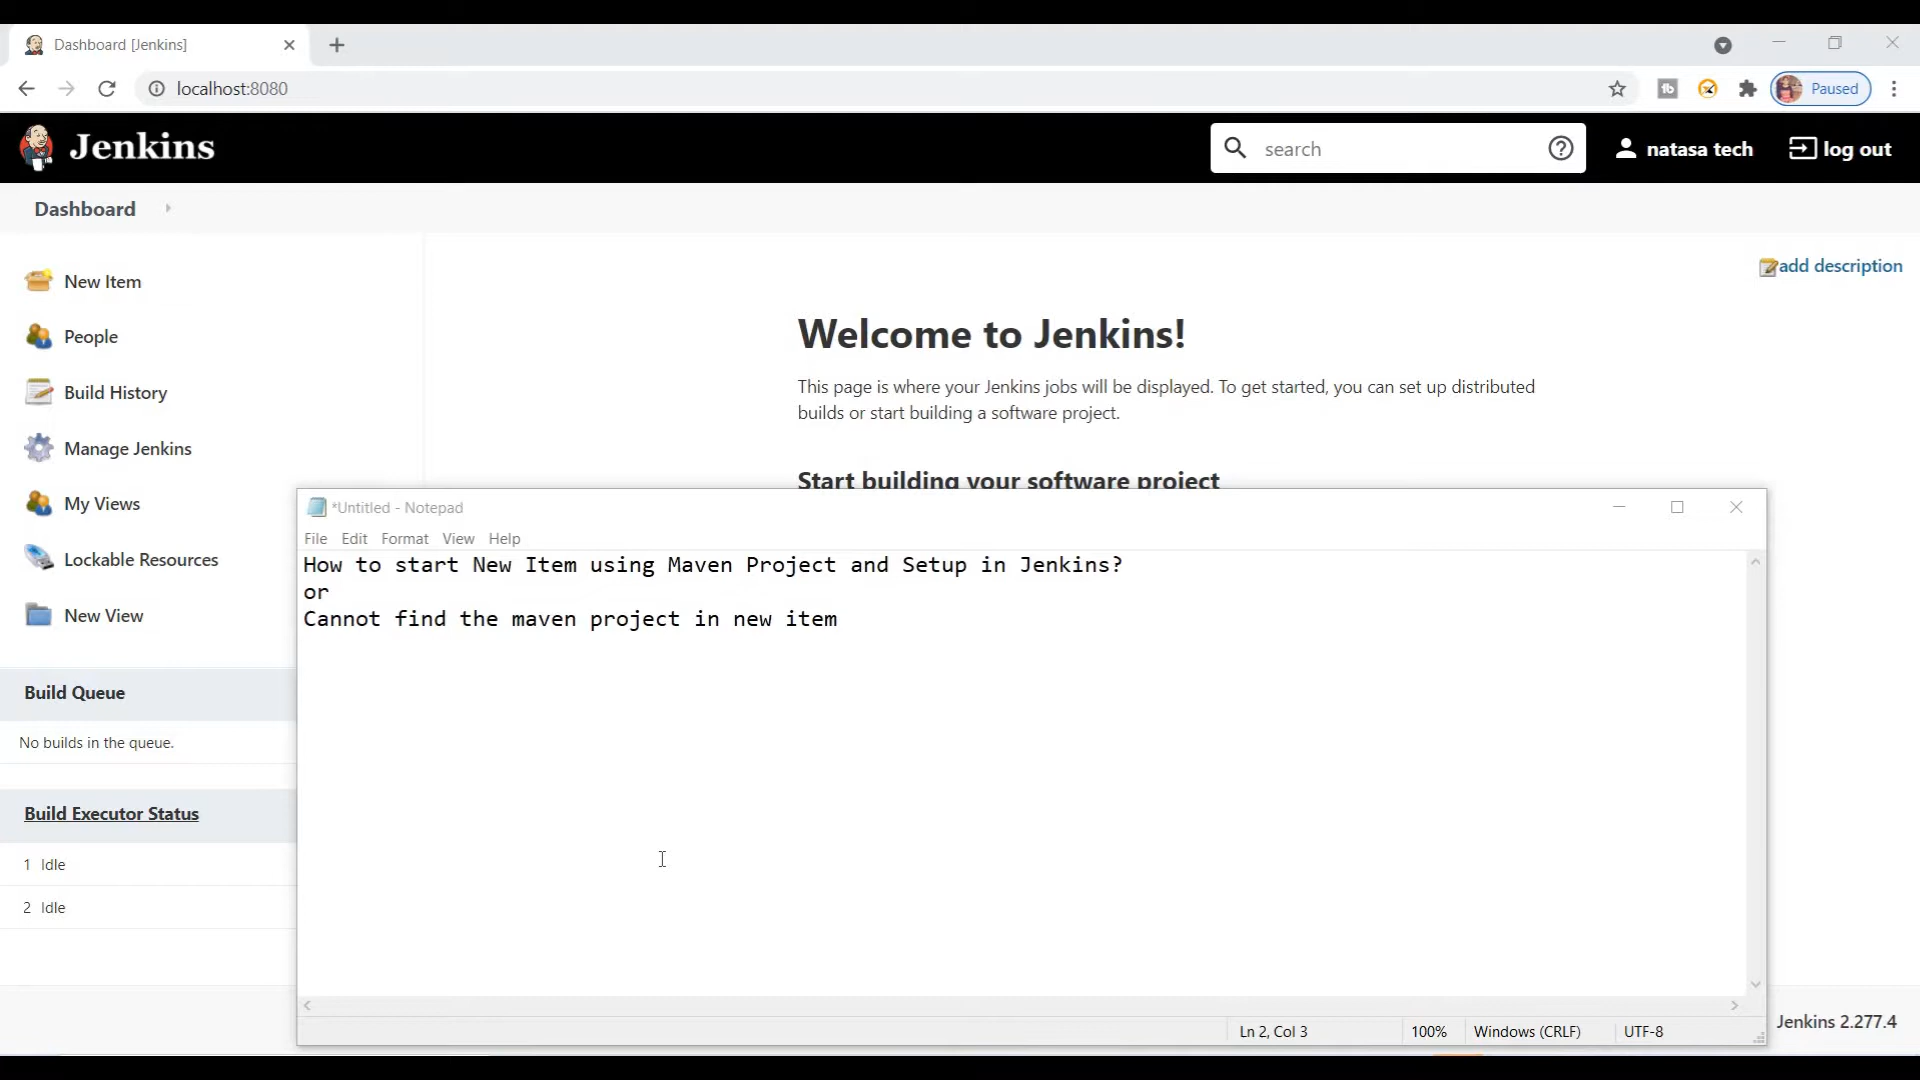 Dashboard [Jenkins]
localhost:8080
Paused
Jenkins
search
natasa tech
log out
Dashboard
New Item
People
Build History
Manage Jenkins
My Views
Lockable Resources
New View
Build Queue
No builds in the queue.
Build Executor Status
1 Idle
2 Idle
add description
Welcome to Jenkins!
This page is where your Jenkins jobs will be displayed. To get started, you can set up distributed
builds or start building a software project.
Start building your software project
*Untitled - Notepad
File Edit Format View Help
How to start New Item using Maven Project and Setup in Jenkins?
or
Cannot find the maven project in new item
Ln 2, Col 3 100% Windows (CRLF) UTF-8
Jenkins 2.277.4